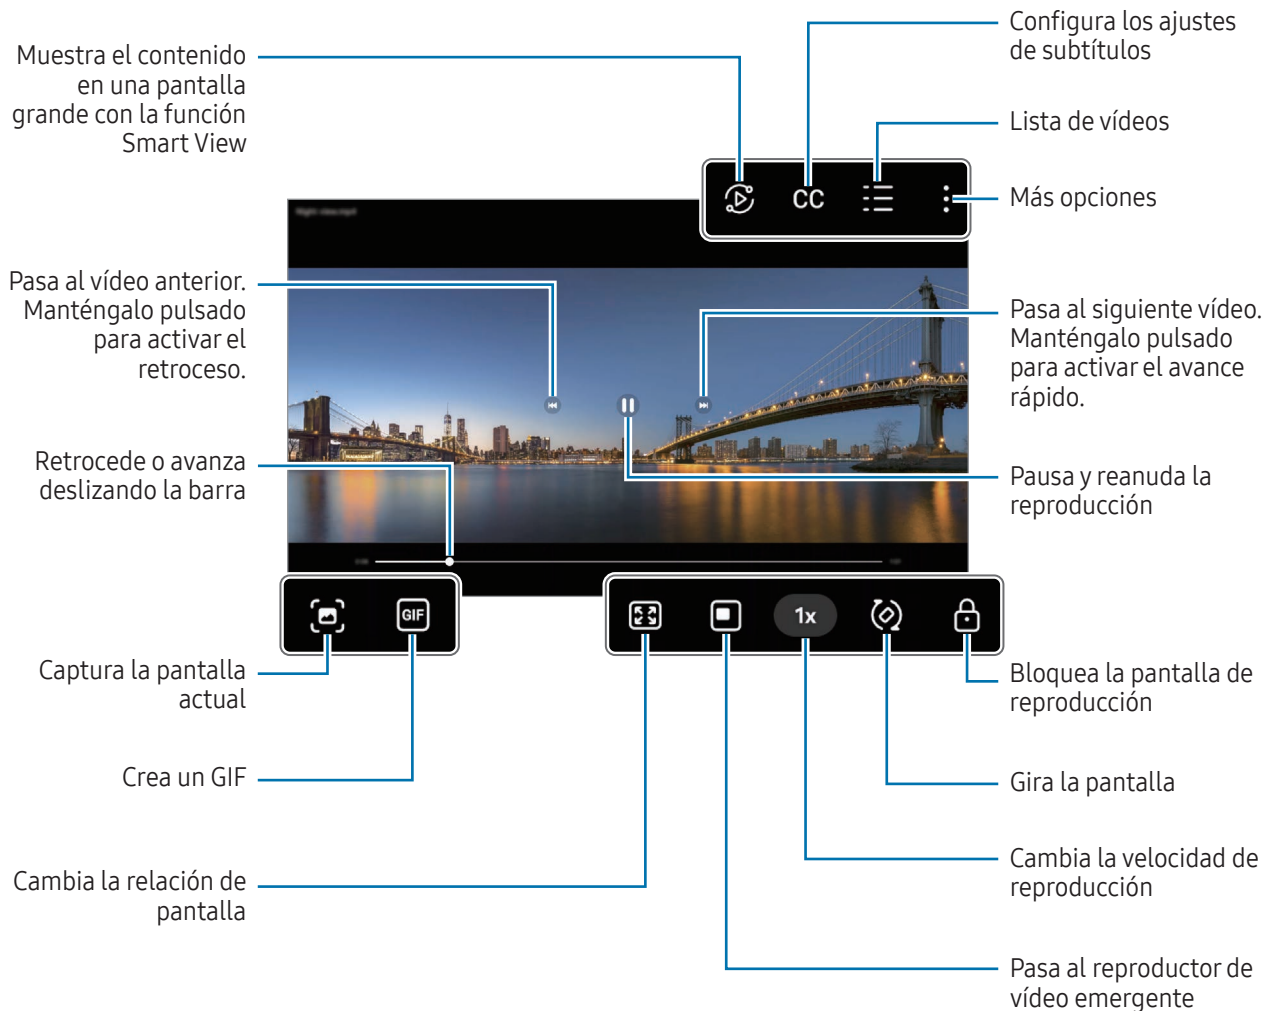 Configura los ajustes
de subtítulos
Muestra el contenido
en una pantalla
grande con la función
Smart View
Lista de vídeos
CC
Más opciones
Night view.mp4
Pasa al vídeo anterior.
Manténgalo pulsado
para activar el
retroceso.
Pasa al siguiente vídeo.
Manténgalo pulsado
para activar el avance
rápido.
Retrocede o avanza
deslizando la barra
Pausa y reanuda la
reproducción
GIF
1x
Captura la pantalla
actual
Bloquea la pantalla de
reproducción
Crea un GIF
Gira la pantalla
Cambia la relación de
pantalla
Cambia la velocidad de
reproducción
Pasa al reproductor de
vídeo emergente